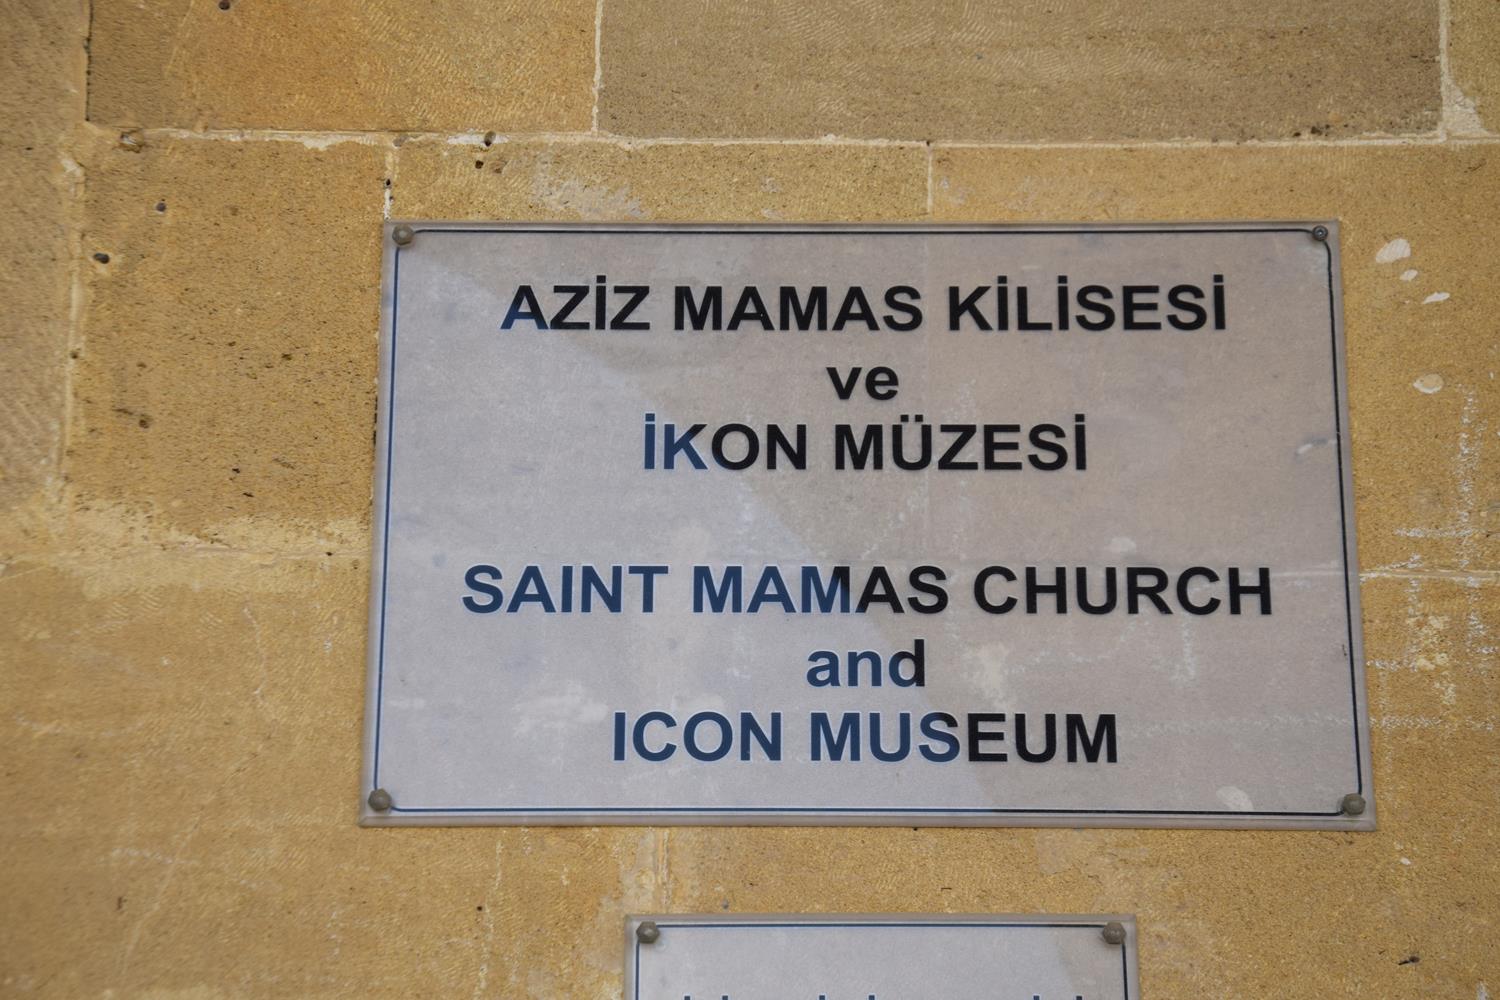 AZİZ MAMAS KİLİSESİ
ve
İKON MÜZESİ
SAINT MAMAS CHURCH
and
ICON MUSEUM